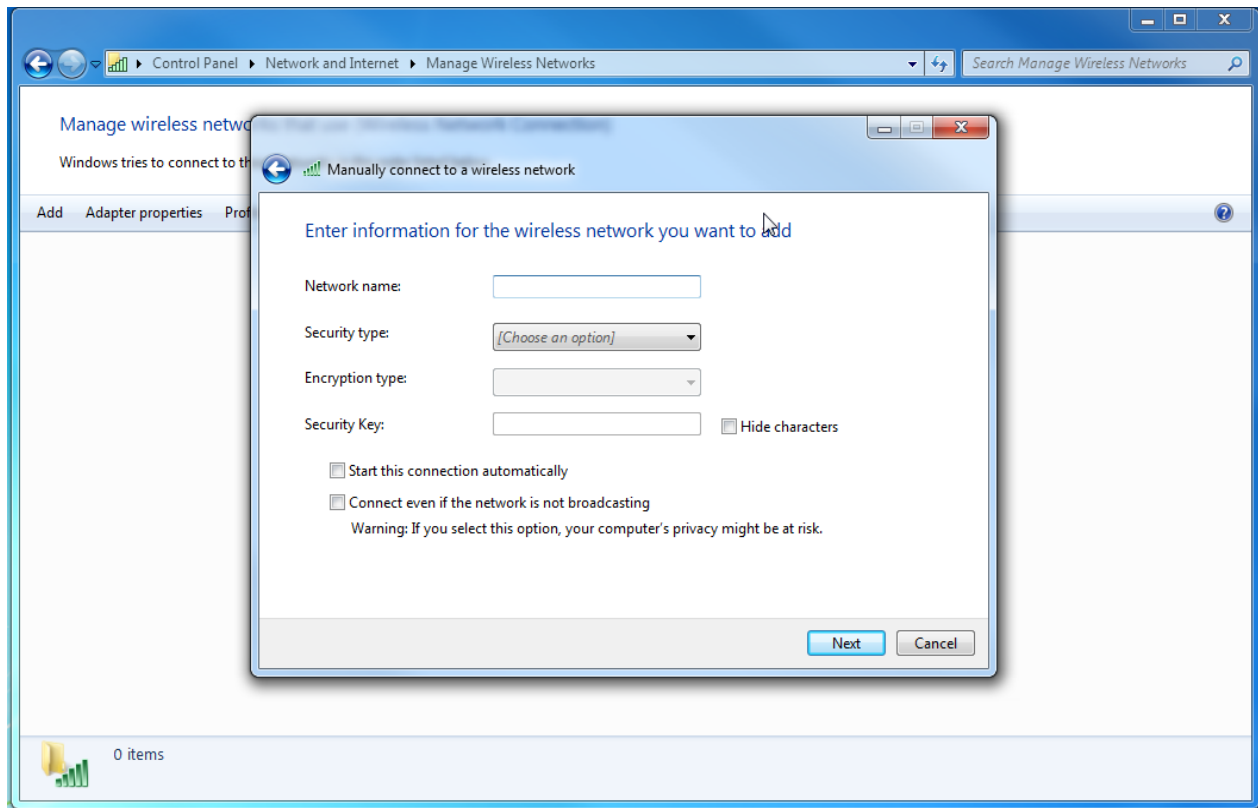 Control Panel Network and Internet Manage Wireless Networks
Search Manage Wireless Networks
Manage wireless netwo
Windows tries to connect to th
Add Adapter properties Prof
Manually connect to a wireless network
Enter information for the wireless network you want to add
Network name:
Security type: [Choose an option]
Encryption type:
Security Key: Hide characters
Start this connection automatically
Connect even if the network is not broadcasting
Warning: If you select this option, your computer's privacy might be at risk.
Next Cancel
0 items